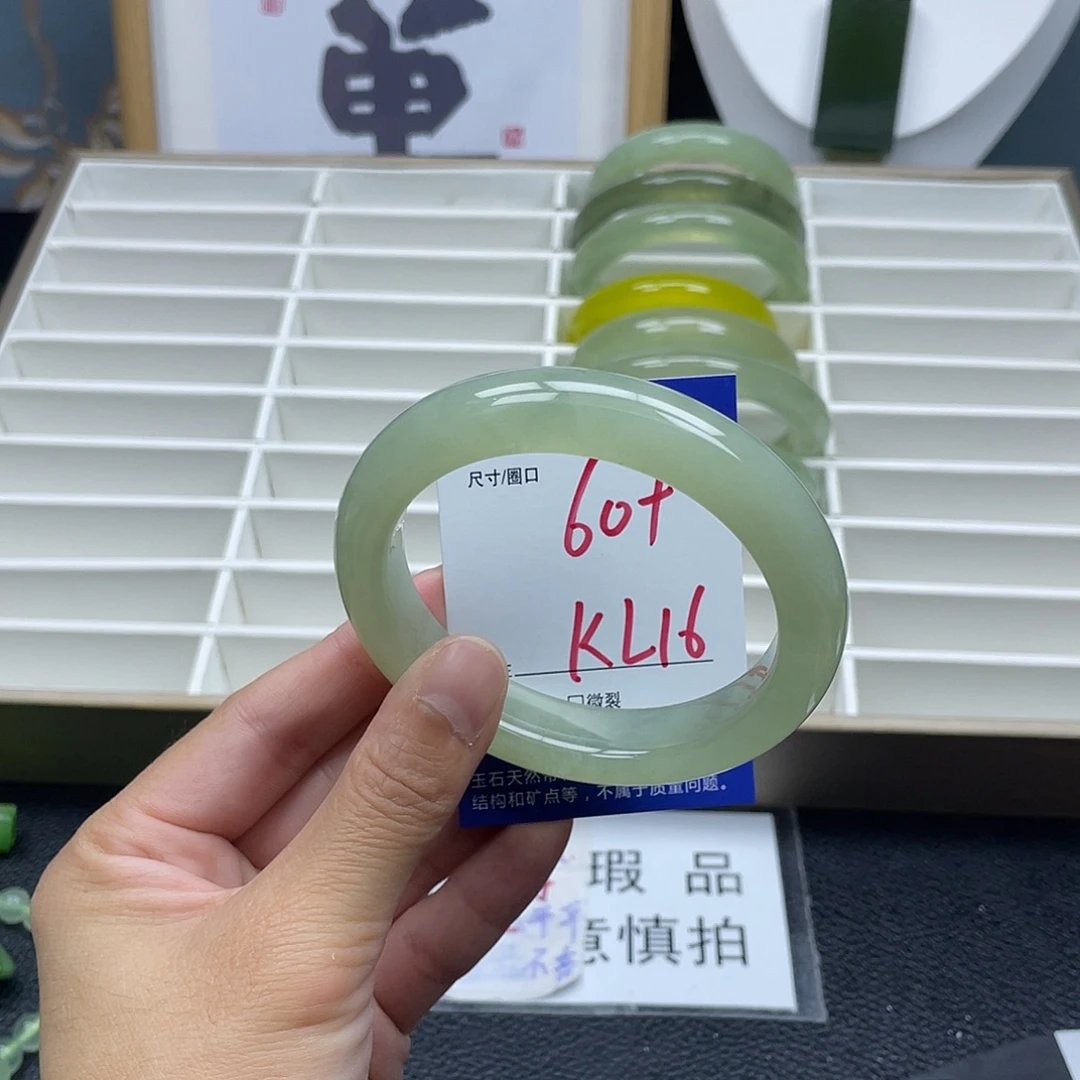 尺寸/圈口
60+
KL16
口微裂
玉石天然
结构和矿点等，不属于质量问题。
瑕 品
意慎拍